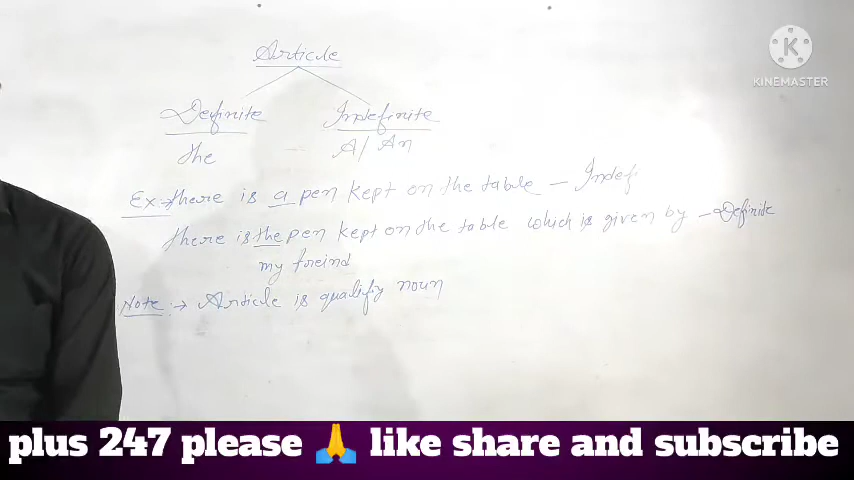 Article
Definite Indefinite
the A/An
Ex:→ there is a pen kept on the table — Indef
there is the pen kept on the table which is given by — Definite
my freind
Note:→ Article is qualifiy noun
KINEMASTER
plus 247 please 🙏 like share and subscribe